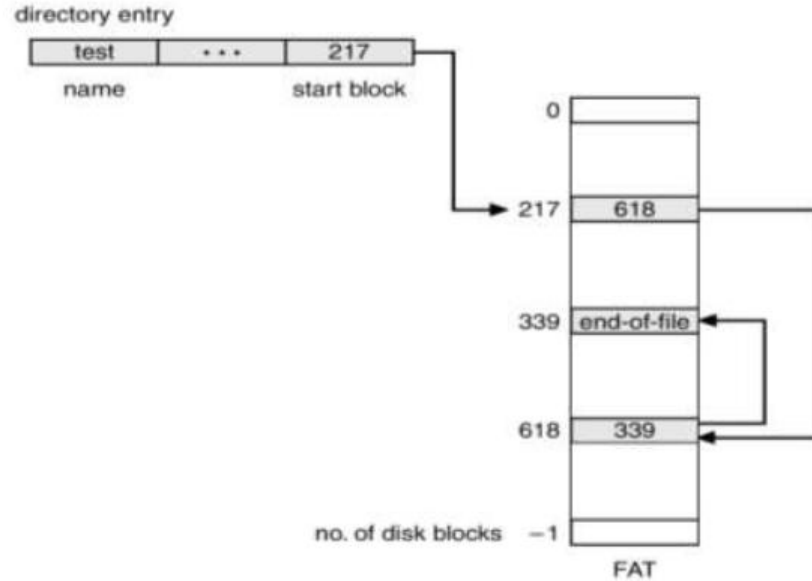 directory entry
test ••• 217
name start block
0
217 618
339 end-of-file
618 339
no. of disk blocks −1
FAT